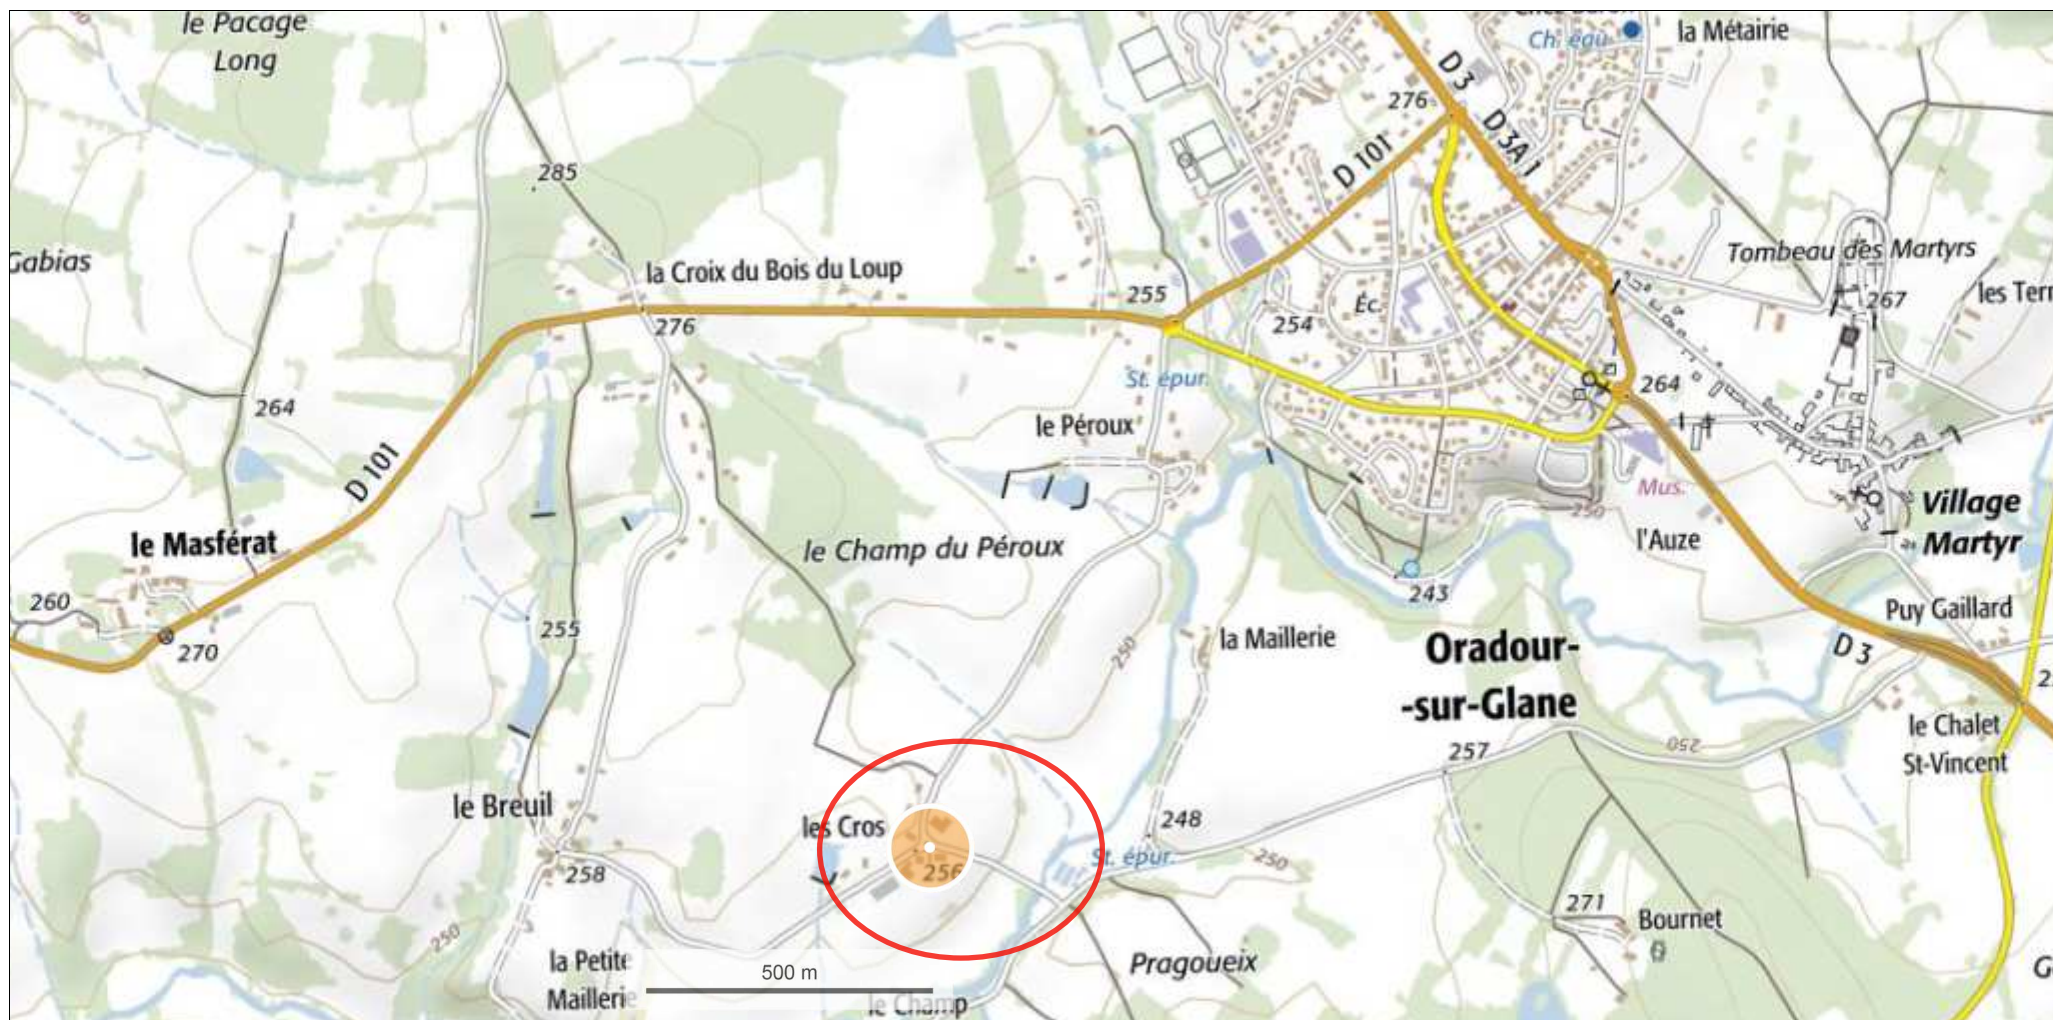 le Pacage
Long
Ch. eau
la Métairie
D 3
276
D 3A 1
D 101
285
Tombeau des Martyrs
la Croix du Bois du Loup
255
267
276
254
Éc.
St. épur.
264
264
le Péroux
D 101
Mus.
250
Village
Martyr
le Masférat
le Champ du Péroux
l'Auze
243
260
255
270
250
la Maillerie
Oradour-
-sur-Glane
Puy Gaillard
D 3
le Chalet
St-Vincent
257
250
le Breuil
les Cros
248
256
St. épur.
250
258
271
Bournet
250
la Petite
Maillerie
500 m
Pragoueix
le Champ